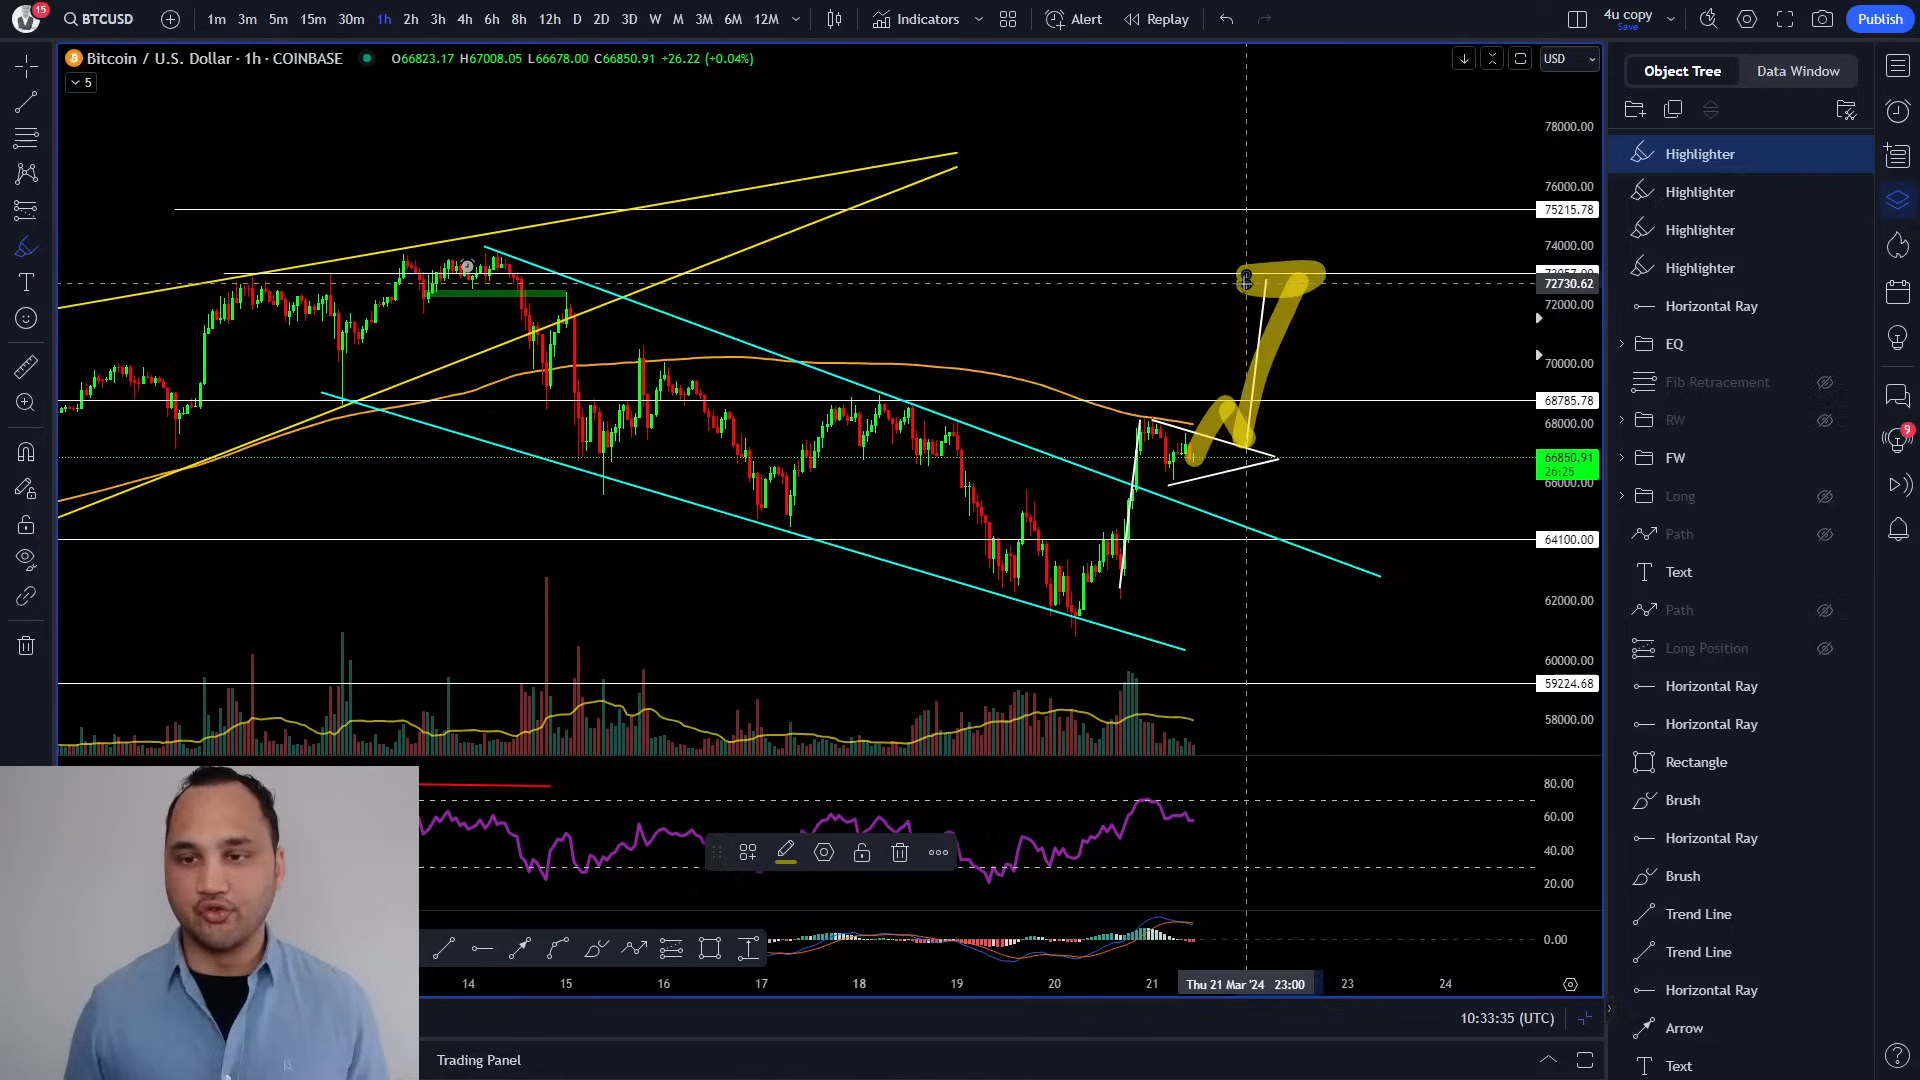 15
BTCUSD
1m 3m 5m 15m 30m 1h 2h 3h 4h 6h 8h 12h D 2D 3D W M 3M 6M 12M
Indicators
Alert
Replay
4u copy
Save
Publish
Bitcoin / U.S. Dollar · 1h · COINBASE
O66823.17 H67008.05 L66678.00 C66850.91 +26.22 (+0.04%)
USD
5
78000.00
76000.00
75215.78
74000.00
72730.62
72000.00
70000.00
68785.78
68000.00
66850.91
26:25
66000.00
64100.00
62000.00
60000.00
59224.68
58000.00
80.00
60.00
40.00
20.00
0.00
14 15 16 17 18 19 20 21 Thu 21 Mar '24 23:00 23 24
10:33:35 (UTC)
Trading Panel
Object Tree
Data Window
Highlighter
Highlighter
Highlighter
Highlighter
Horizontal Ray
EQ
Fib Retracement
RW
FW
Long
Path
Text
Path
Long Position
Horizontal Ray
Horizontal Ray
Rectangle
Brush
Horizontal Ray
Brush
Trend Line
Trend Line
Horizontal Ray
Arrow
Text
9